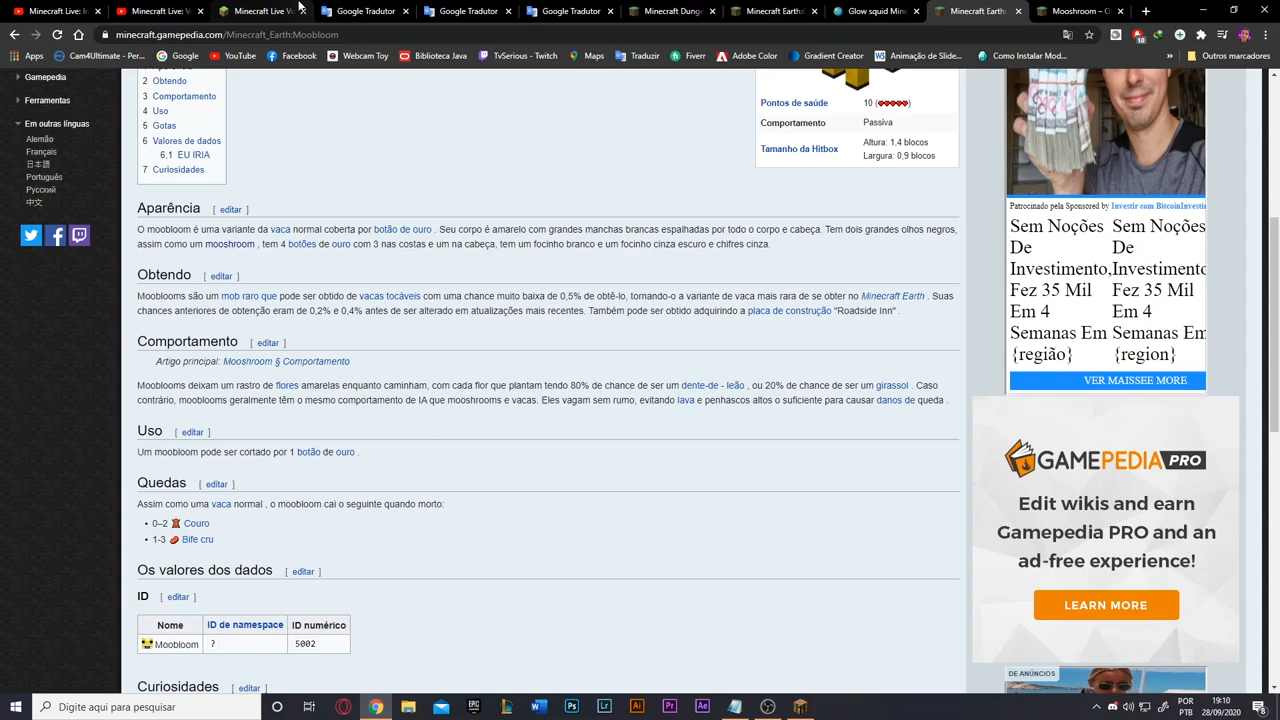 Minecraft Live: In
Minecraft Live: In
Minecraft Live Vo
Google Tradutor
Google Tradutor
Google Tradutor
Minecraft Dungeo
Minecraft Earth
Como ganhar Min
Minecraft Earth:
minecraft.gamepedia.com/Minecraft_Earth:Moobloom
10
Apps
Cam4Ultimate - Per...
Google
YouTube
Facebook
Webcam Toy
Biblioteca Java
TvSerious - Twitch
Maps
Traduzir
Fiverr
Adobe Color
Gradient Creator
Animação de Slide...
Como Instalar Mod...
»
Outros marcadores
Gamepedia
Ferramentas
Em outras línguas
Alemão
Français
日本語
Português
Русский
中文
2 Obtendo
3 Comportamento
4 Uso
5 Gotas
6 Valores de dados
6,1 EU IRIA
7 Curiosidades
Pontos de saúde 10 ( )
Comportamento Passiva
Tamanho da Hitbox Altura: 1,4 blocos
Largura: 0,9 blocos
Aparência [ editar ]
O moobloom é uma variante da vaca normal coberta por botão de ouro . Seu corpo é amarelo com grandes manchas brancas espalhadas por todo o corpo e cabeça. Tem dois grandes olhos negros,
assim como um mooshroom , tem 4 botões de ouro com 3 nas costas e um na cabeça, tem um focinho branco e um focinho cinza escuro e chifres cinza.
Obtendo [ editar ]
Mooblooms são um mob raro que pode ser obtido de vacas tocáveis com uma chance muito baixa de 0,5% de obtê-lo, tornando-o a variante de vaca mais rara de se obter no Minecraft Earth . Suas
chances anteriores de obtenção eram de 0,2% e 0,4% antes de ser alterado em atualizações mais recentes. Também pode ser obtido adquirindo a placa de construção "Roadside Inn" .
Comportamento [ editar ]
Artigo principal: Mooshroom § Comportamento
Mooblooms deixam um rastro de flores amarelas enquanto caminham, com cada flor que plantam tendo 80% de chance de ser um dente-de - leão , ou 20% de chance de ser um girassol . Caso
contrário, mooblooms geralmente têm o mesmo comportamento de IA que mooshrooms e vacas. Eles vagam sem rumo, evitando lava e penhascos altos o suficiente para causar danos de queda .
Uso [ editar ]
Um moobloom pode ser cortado por 1 botão de ouro .
Quedas [ editar ]
Assim como uma vaca normal , o moobloom cai o seguinte quando morto:
• 0–2 Couro
• 1-3 Bife cru
Os valores dos dados [ editar ]
ID [ editar ]
Nome ID de namespace ID numérico
Moobloom ? 5002
Curiosidades [ editar ]
Patrocinado pela Sponsored by Investir com BitcoinInvestir
Sem Noções
De
Investimento,
Fez 35 Mil
Em 4
Semanas Em
{região}
Sem Noções
De
Investimento
Fez 35 Mil
Em 4
Semanas Em
{region}
VER MAISSEE MORE
GAMEPEDIA PRO
Edit wikis and earn
Gamepedia PRO and an
ad-free experience!
LEARN MORE
DE ANÚNCIOS
Digite aqui para pesquisar
POR
PTB
19:10
28/09/2020